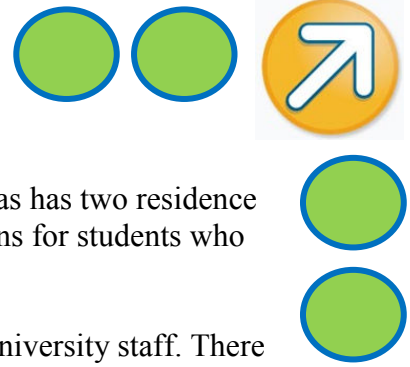 as has two residence
ns for students who
niversity staff. There